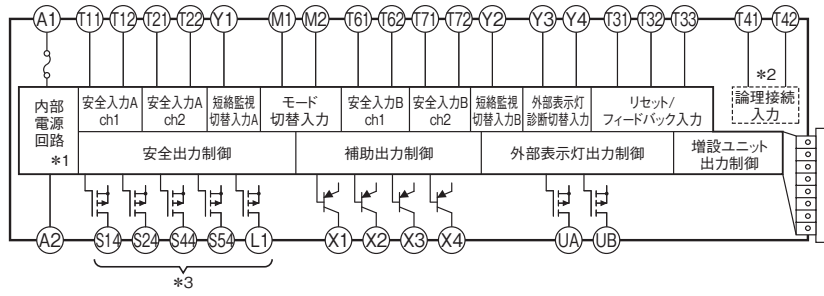 A1 T11 T12 T21 T22 Y1 M1 M2 T61 T62 T71 T72 Y2 Y3 Y4 T31 T32 T33 T41 T42
*2
内部
電源
回路
*1
安全入力A
ch1
安全入力A
ch2
短絡監視
切替入力A
モード
切替入力
安全入力B
ch1
安全入力B
ch2
短絡監視
切替入力B
外部表示灯
診断切替入力
リセット/
フィードバック入力
論理接続
入力
安全出力制御
補助出力制御
外部表示灯出力制御
増設ユニット
出力制御
A2 S14 S24 S44 S54 L1 X1 X2 X3 X4 UA UB
*3